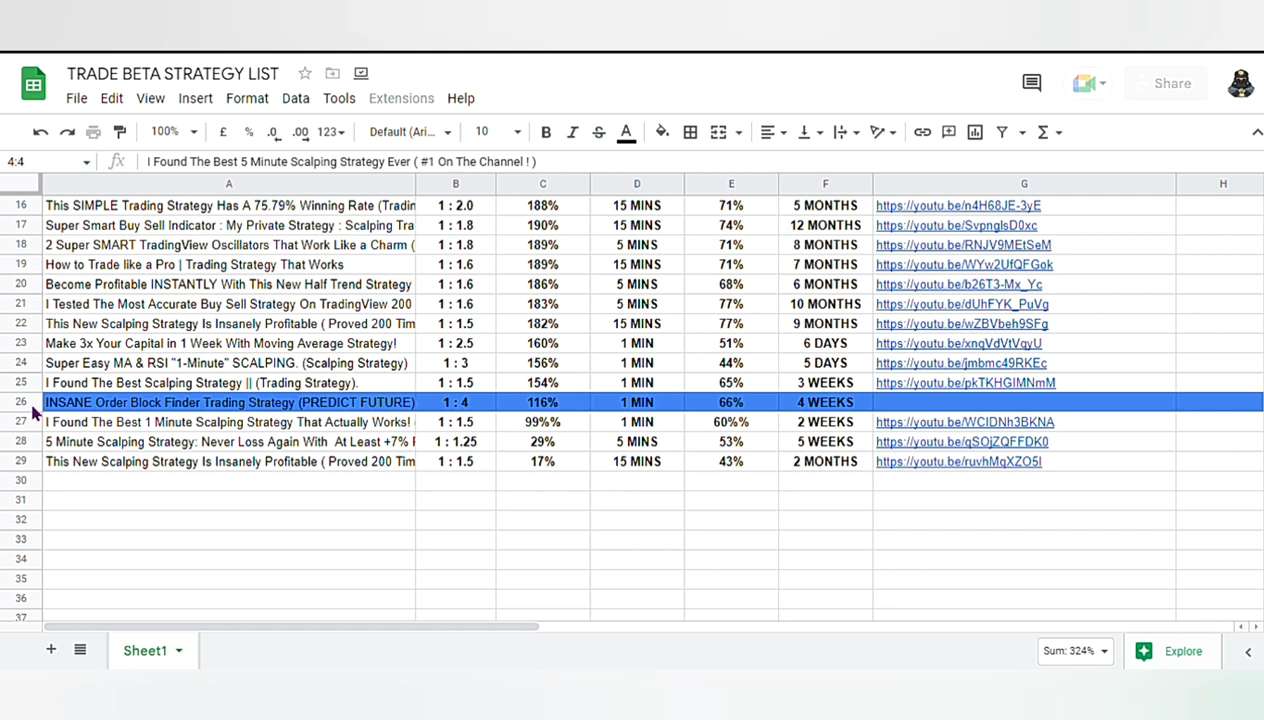 TRADE BETA STRATEGY LIST
File Edit View Insert Format Data Tools Extensions Help
Share
100% £ % .0 .00 123 Default (Ari... 10 B I S A Σ
4:4 fx I Found The Best 5 Minute Scalping Strategy Ever ( #1 On The Channel ! )
A B C D E F G H
16 This SIMPLE Trading Strategy Has A 75.79% Winning Rate (Tradin 1 : 2.0 188% 15 MINS 71% 5 MONTHS https://youtu.be/n4H68JE-3yE
17 Super Smart Buy Sell Indicator : My Private Strategy : Scalping Tra 1 : 1.8 190% 15 MINS 74% 12 MONTHS https://youtu.be/SvpnglsD0xc
18 2 Super SMART TradingView Oscillators That Work Like a Charm ( 1 : 1.8 189% 5 MINS 71% 8 MONTHS https://youtu.be/RNJV9MEtSeM
19 How to Trade like a Pro | Trading Strategy That Works 1 : 1.6 189% 15 MINS 71% 7 MONTHS https://youtu.be/WYw2UfQFGok
20 Become Profitable INSTANTLY With This New Half Trend Strategy 1 : 1.6 186% 5 MINS 68% 6 MONTHS https://youtu.be/b26T3-Mx_Yc
21 I Tested The Most Accurate Buy Sell Strategy On TradingView 200 1 : 1.6 183% 5 MINS 77% 10 MONTHS https://youtu.be/dUhFYK_PuVg
22 This New Scalping Strategy Is Insanely Profitable ( Proved 200 Tim 1 : 1.5 182% 15 MINS 77% 9 MONTHS https://youtu.be/wZBVbeh9SFg
23 Make 3x Your Capital in 1 Week With Moving Average Strategy! 1 : 2.5 160% 1 MIN 51% 6 DAYS https://youtu.be/xnqVdVtVqyU
24 Super Easy MA & RSI "1-Minute" SCALPING. (Scalping Strategy) 1 : 3 156% 1 MIN 44% 5 DAYS https://youtu.be/jmbmc49RKEc
25 I Found The Best Scalping Strategy || (Trading Strategy). 1 : 1.5 154% 1 MIN 65% 3 WEEKS https://youtu.be/pkTKHGIMNmM
26 INSANE Order Block Finder Trading Strategy (PREDICT FUTURE) 1 : 4 116% 1 MIN 66% 4 WEEKS
27 I Found The Best 1 Minute Scalping Strategy That Actually Works! 1 : 1.5 99%% 1 MIN 60%% 2 WEEKS https://youtu.be/WCIDNh3BKNA
28 5 Minute Scalping Strategy: Never Loss Again With At Least +7% 1 : 1.25 29% 5 MINS 53% 5 WEEKS https://youtu.be/qSOjZQFFDK0
29 This New Scalping Strategy Is Insanely Profitable ( Proved 200 Tim 1 : 1.5 17% 15 MINS 43% 2 MONTHS https://youtu.be/ruvhMqXZO5I
30
31
32
33
34
35
36
37
+ Sheet1 Sum: 324% Explore